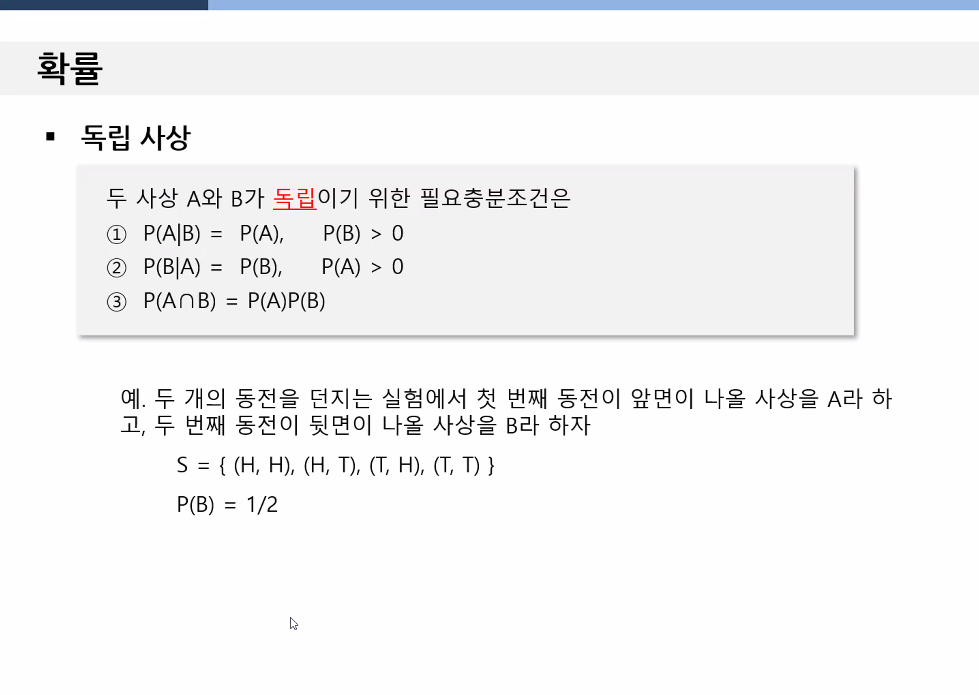 확률
▪ 독립 사상
두 사상 A와 B가 독립이기 위한 필요충분조건은
① P(A|B) = P(A), P(B) > 0
② P(B|A) = P(B), P(A) > 0
③ P(A∩B) = P(A)P(B)
예. 두 개의 동전을 던지는 실험에서 첫 번째 동전이 앞면이 나올 사상을 A라 하
고, 두 번째 동전이 뒷면이 나올 사상을 B라 하자
S = { (H, H), (H, T), (T, H), (T, T) }
P(B) = 1/2